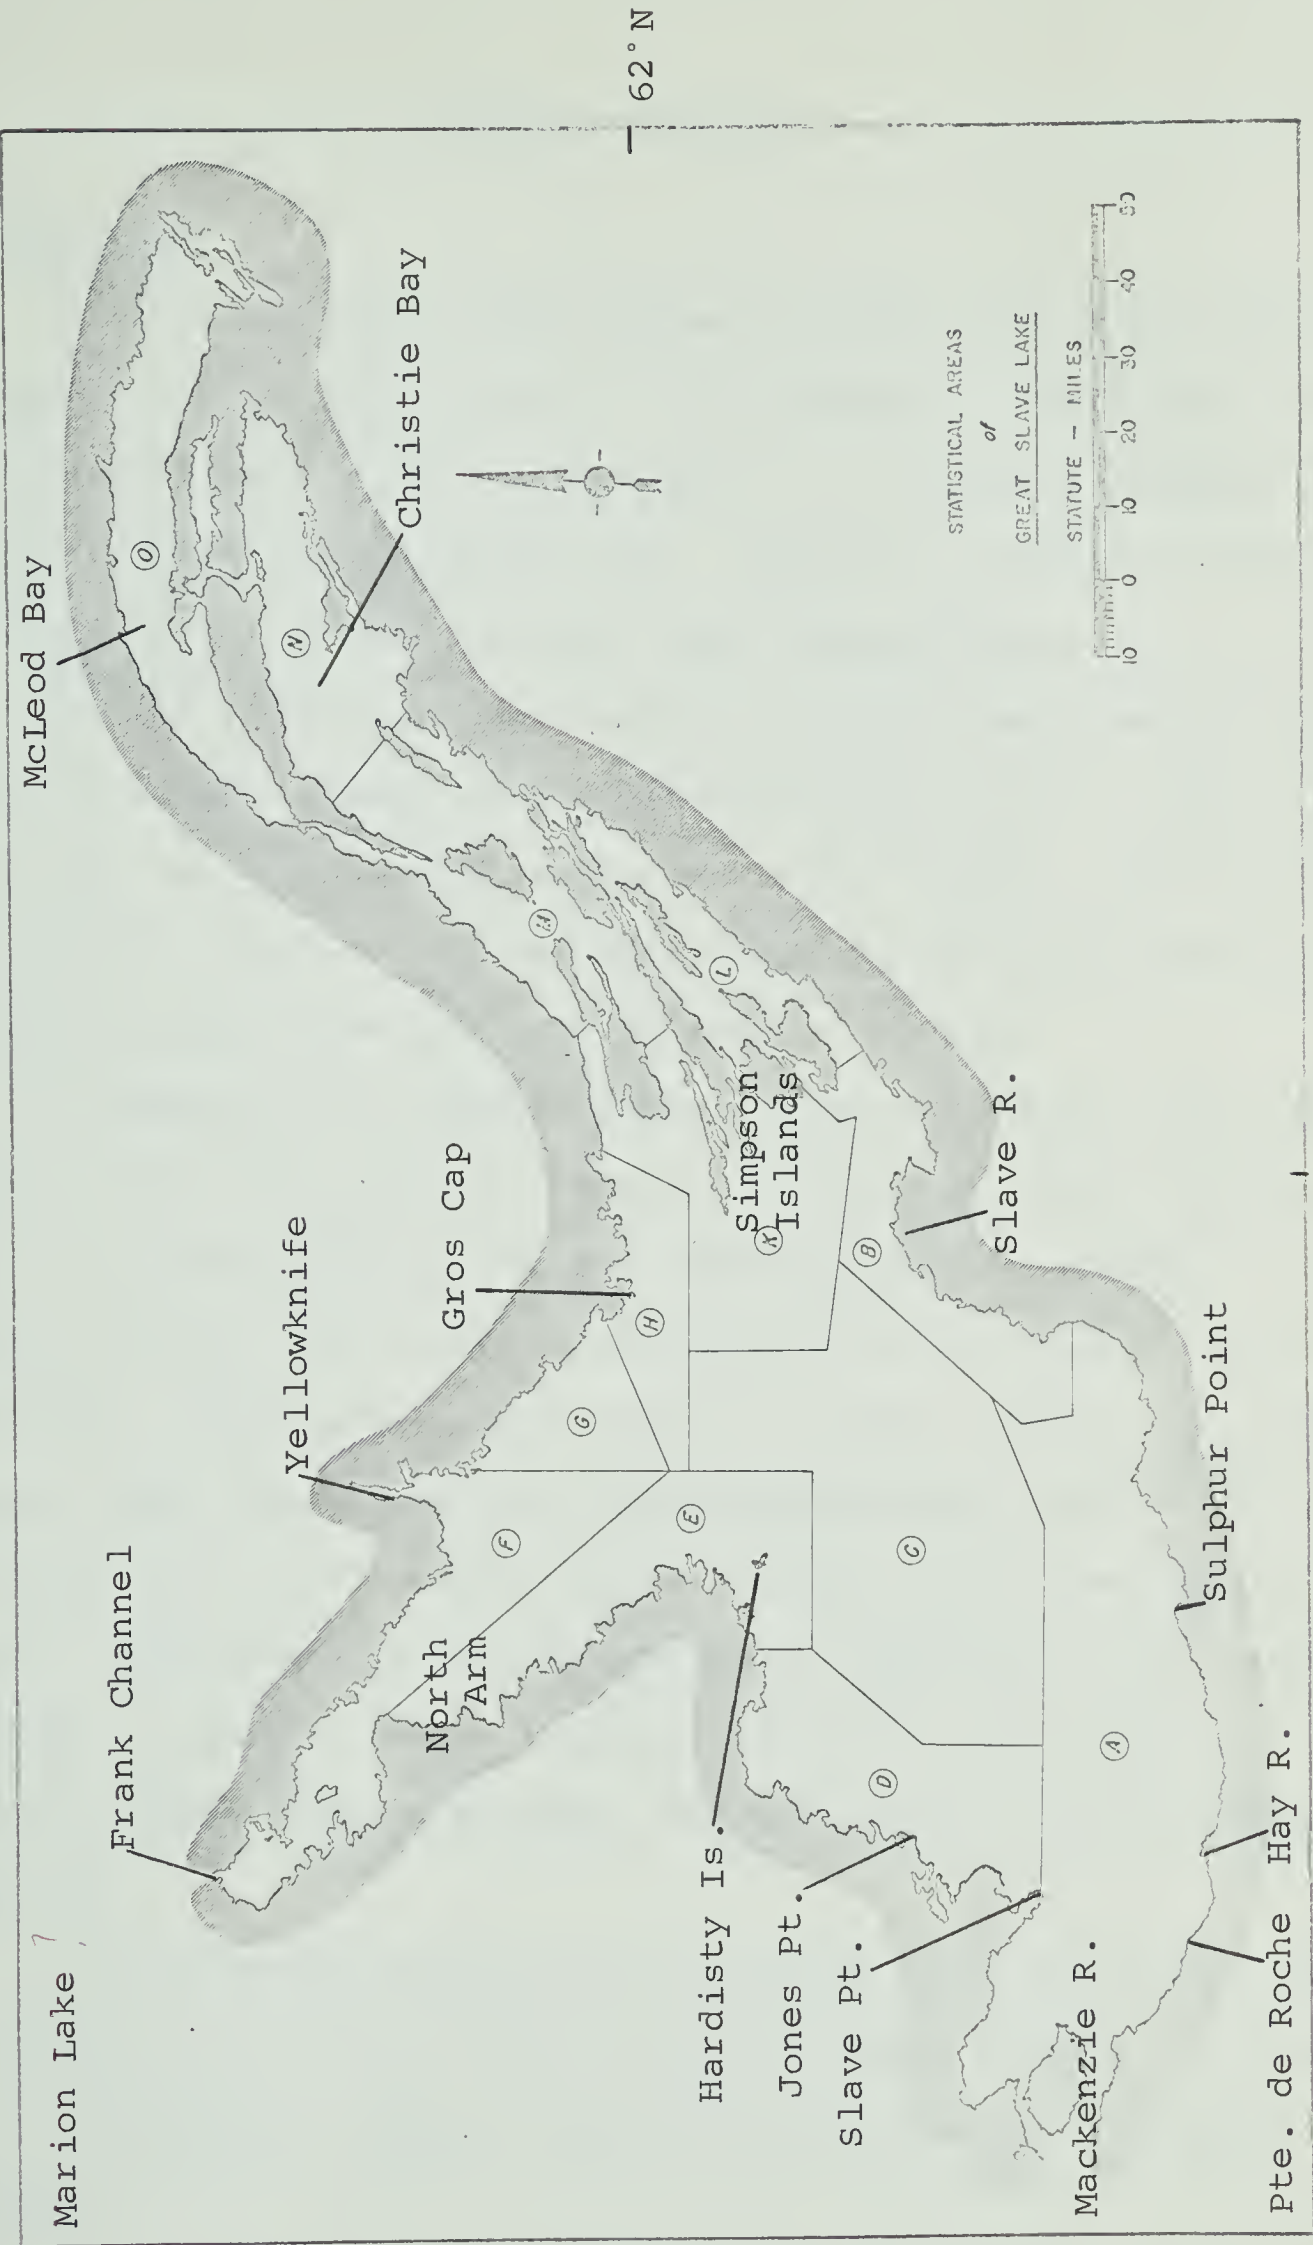 Marion Lake ?
Frank Channel
Yellowknife
Gros Cap
McLeod Bay
Christie Bay
62° N
North
Arm
Hardisty Is.
Jones Pt.
Slave Pt.
Mackenzie R.
Pte. de Roche
Hay R.
Sulphur Point
Slave R.
Simpson
Islands
O
N
M
L
K
B
H
G
F
E
C
D
A
STATISTICAL AREAS
of
GREAT SLAVE LAKE
STATUTE - MILES
10 0 10 20 30 40 50